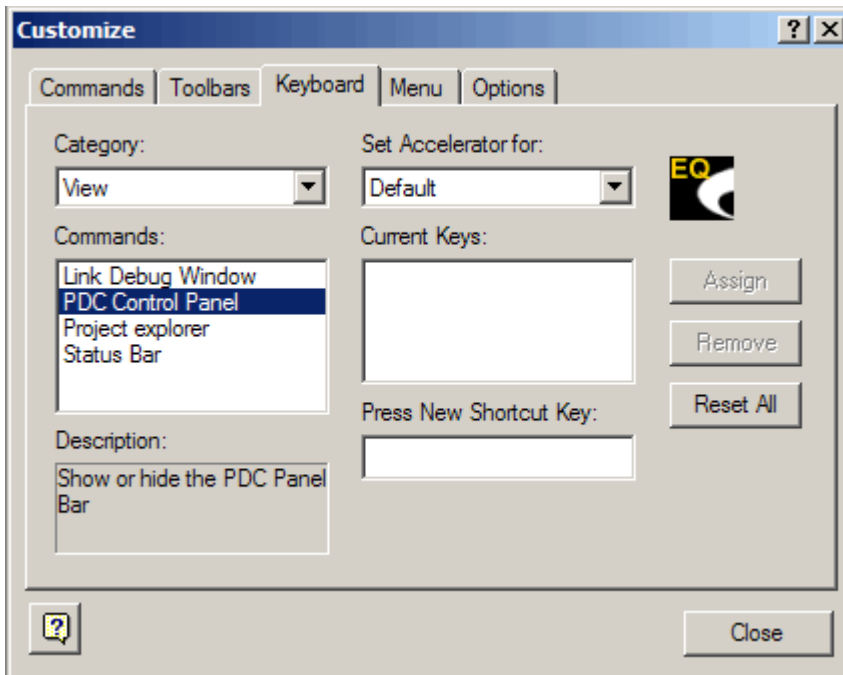 Customize
Commands Toolbars Keyboard Menu Options
Category:
View
Commands:
Link Debug Window
PDC Control Panel
Project explorer
Status Bar
Description:
Show or hide the PDC Panel
Bar
Set Accelerator for:
Default
Current Keys:
Press New Shortcut Key:
EQ
Assign
Remove
Reset All
Close